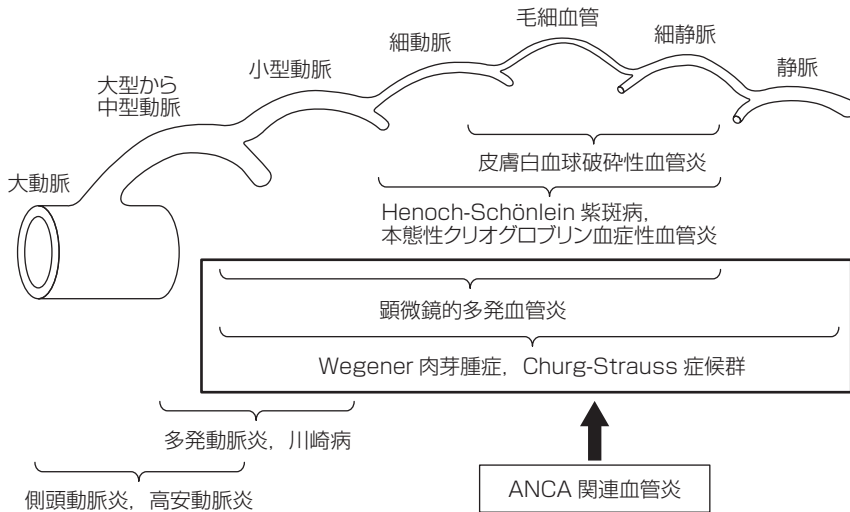 毛細血管
細動脈
細静脈
小型動脈
静脈
大型から
中型動脈
大動脈
皮膚白血球破砕性血管炎
Henoch-Schönlein 紫斑病,
本態性クリオグロブリン血症性血管炎
顕微鏡的多発血管炎
Wegener 肉芽腫症, Churg-Strauss 症候群
多発動脈炎, 川崎病
側頭動脈炎, 高安動脈炎
ANCA 関連血管炎